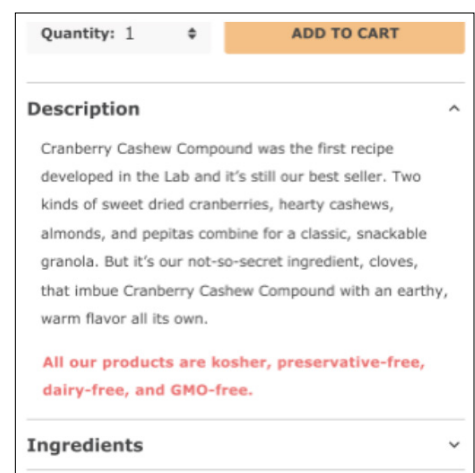 Quantity: 1 ADD TO CART
Description
Cranberry Cashew Compound was the first recipe
developed in the Lab and it's still our best seller. Two
kinds of sweet dried cranberries, hearty cashews,
almonds, and pepitas combine for a classic, snackable
granola. But it's our not-so-secret ingredient, cloves,
that imbue Cranberry Cashew Compound with an earthy,
warm flavor all its own.
All our products are kosher, preservative-free,
dairy-free, and GMO-free.
Ingredients